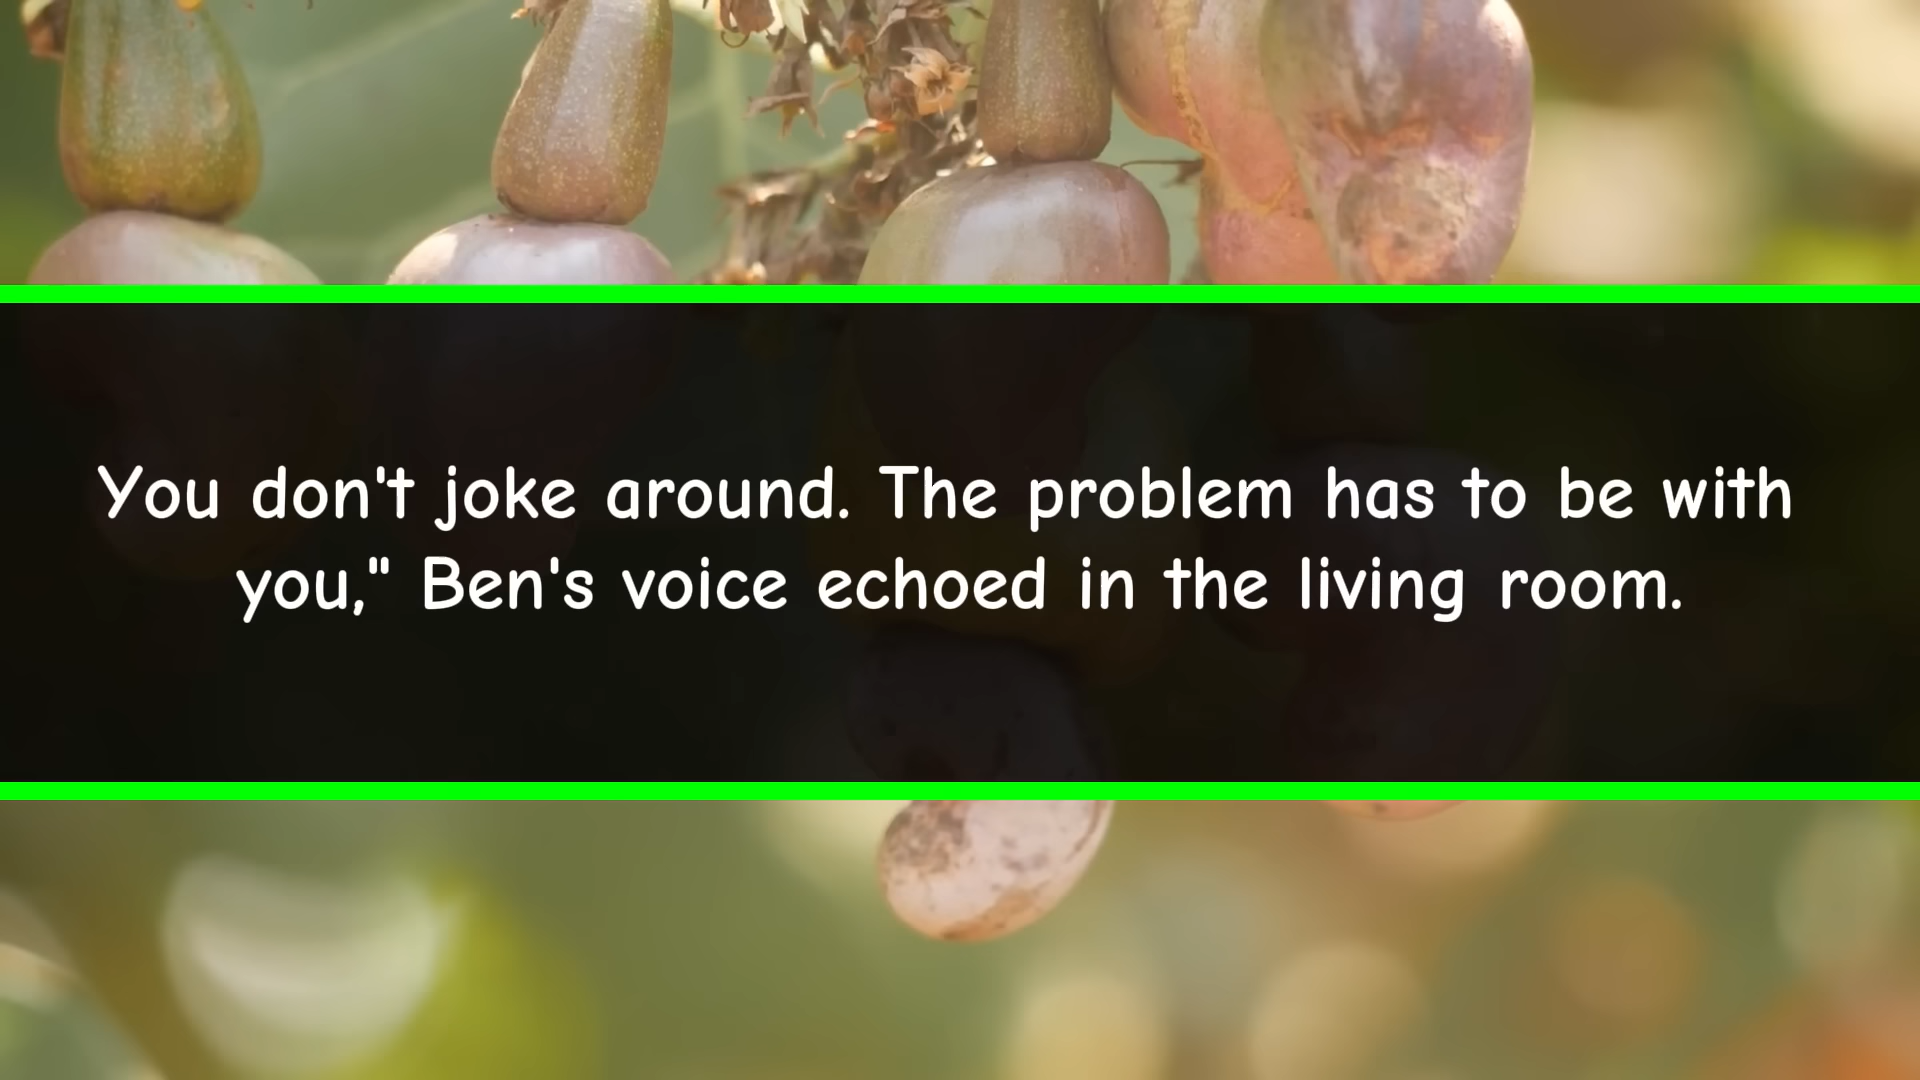 You don't joke around. The problem has to be with
you," Ben's voice echoed in the living room.